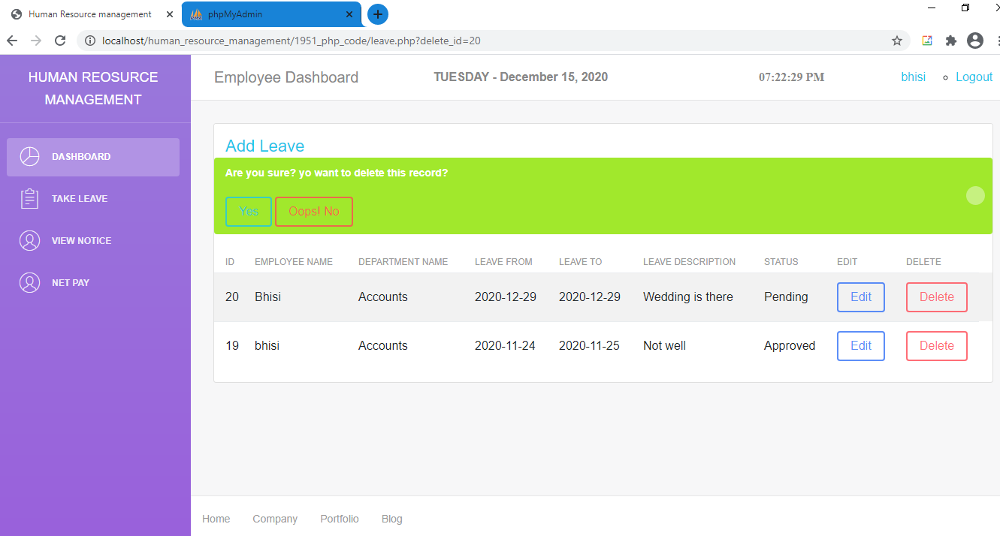 Human Resource management
phpMyAdmin
localhost/human_resource_management/1951_php_code/leave.php?delete_id=20
HUMAN REOSURCE
MANAGEMENT
Employee Dashboard TUESDAY - December 15, 2020 07:22:29 PM bhisi Logout
DASHBOARD
TAKE LEAVE
VIEW NOTICE
NET PAY
Add Leave
Are you sure? yo want to delete this record?
Yes Oops! No
ID EMPLOYEE NAME DEPARTMENT NAME LEAVE FROM LEAVE TO LEAVE DESCRIPTION STATUS EDIT DELETE
20 Bhisi Accounts 2020-12-29 2020-12-29 Wedding is there Pending Edit Delete
19 bhisi Accounts 2020-11-24 2020-11-25 Not well Approved Edit Delete
Home Company Portfolio Blog